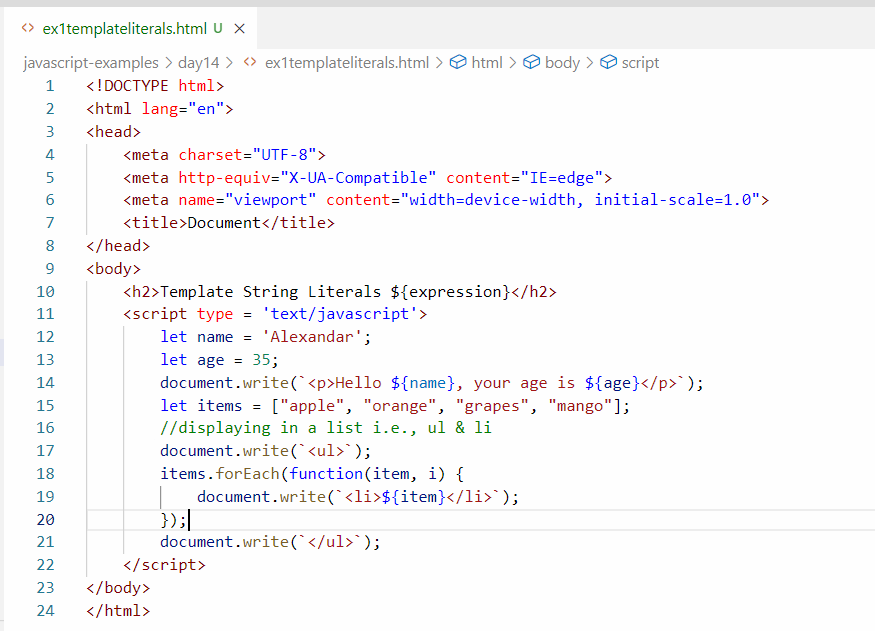 ex1templateliterals.html U ×
javascript-examples > day14 > <> ex1templateliterals.html > html > body > script
1 <!DOCTYPE html>
2 <html lang="en">
3 <head>
4     <meta charset="UTF-8">
5     <meta http-equiv="X-UA-Compatible" content="IE=edge">
6     <meta name="viewport" content="width=device-width, initial-scale=1.0">
7     <title>Document</title>
8 </head>
9 <body>
10     <h2>Template String Literals ${expression}</h2>
11     <script type = 'text/javascript'>
12         let name = 'Alexandar';
13         let age = 35;
14         document.write(`<p>Hello ${name}, your age is ${age}</p>`);
15         let items = ["apple", "orange", "grapes", "mango"];
16         //displaying in a list i.e., ul & li
17         document.write(`<ul>`);
18         items.forEach(function(item, i) {
19             document.write(`<li>${item}</li>`);
20         });
21         document.write(`</ul>`);
22     </script>
23 </body>
24 </html>